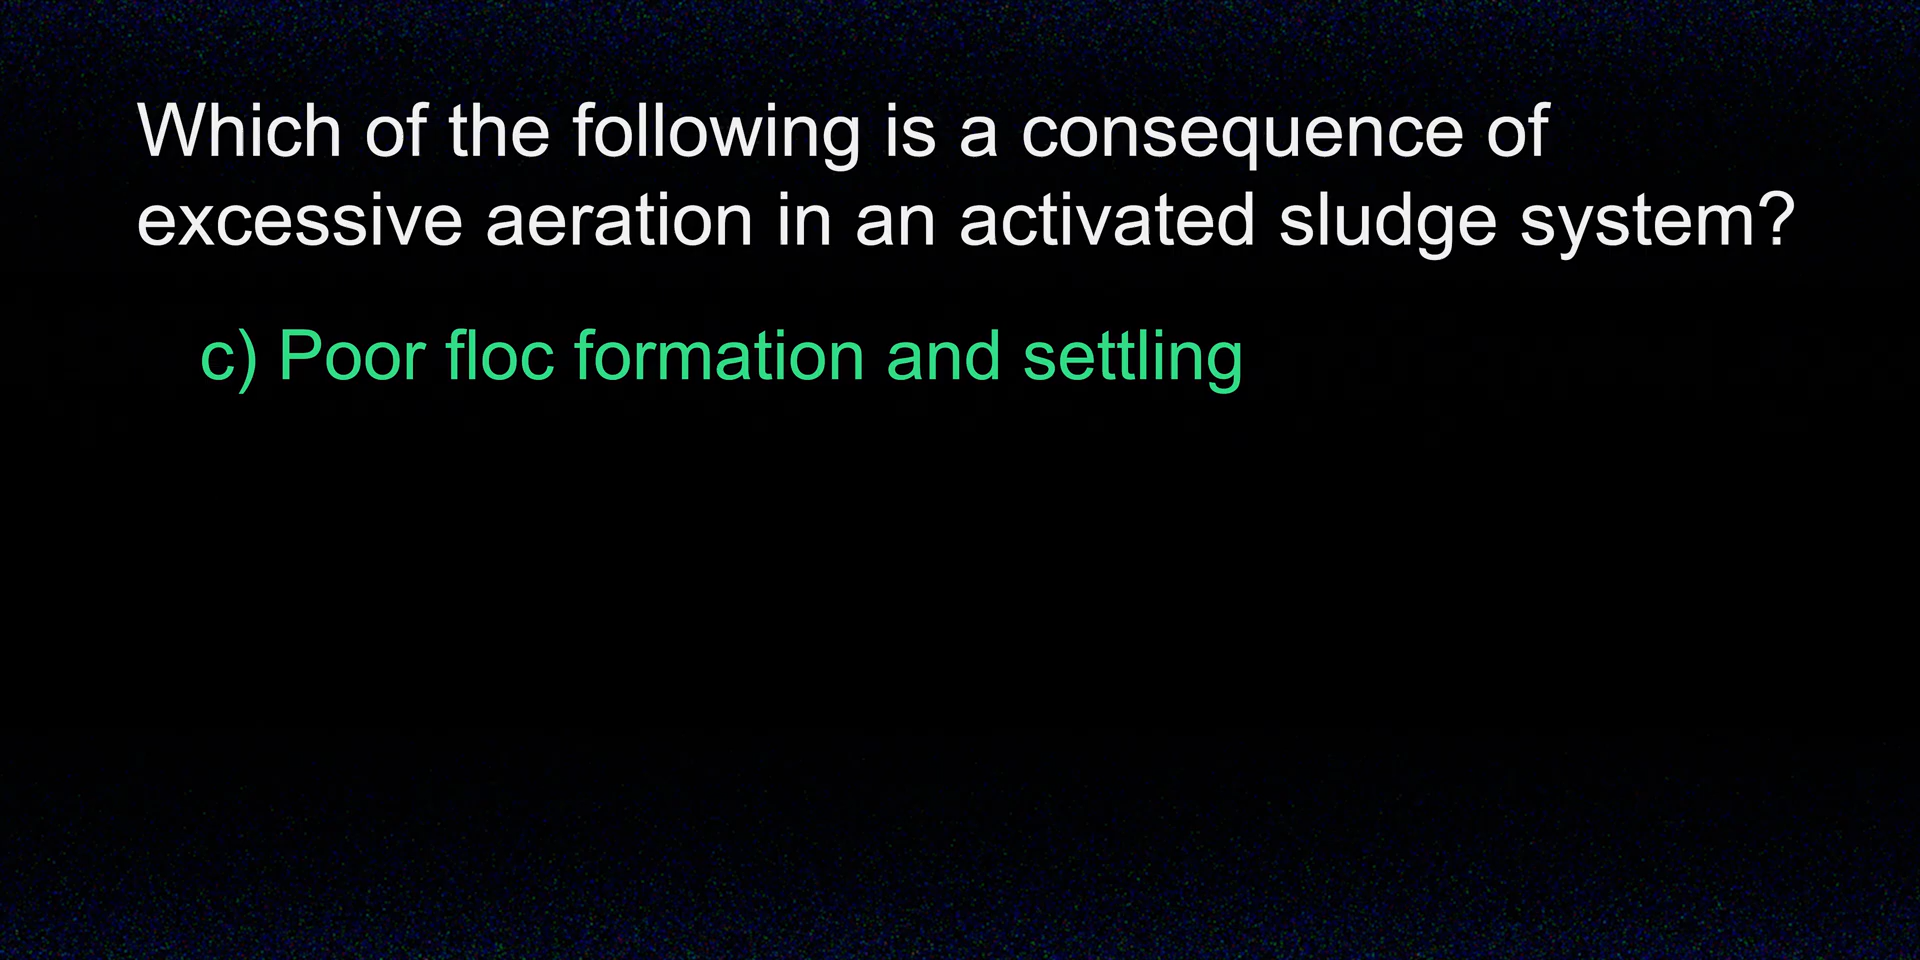 Which of the following is a consequence of
excessive aeration in an activated sludge system?
c) Poor floc formation and settling